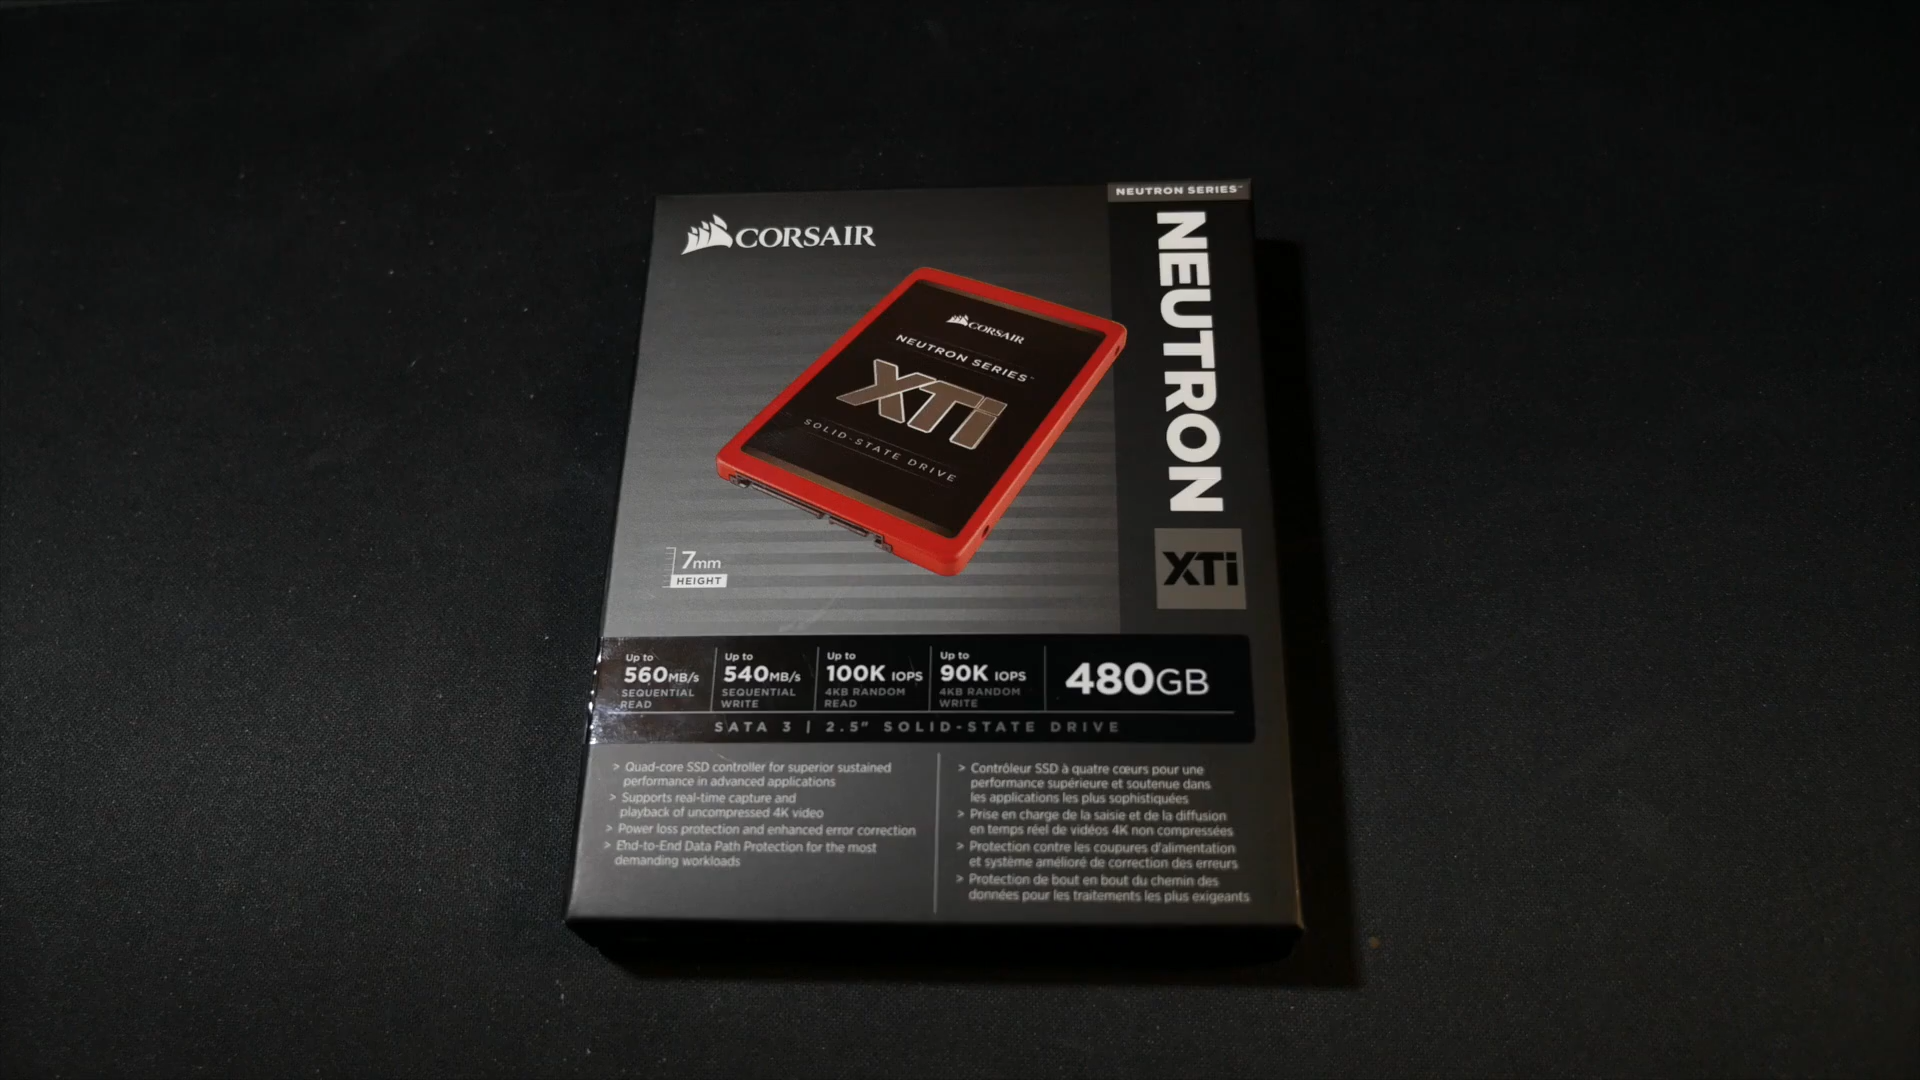 NEUTRON SERIES™
CORSAIR
NEUTRON
XTi
CORSAIR
NEUTRON SERIES™
XTi
SOLID-STATE DRIVE
7mm
HEIGHT
Up to
560MB/s
SEQUENTIAL
READ
Up to
540MB/s
SEQUENTIAL
WRITE
Up to
100K IOPS
4KB RANDOM
READ
Up to
90K IOPS
4KB RANDOM
WRITE
480GB
SATA 3 | 2.5" SOLID-STATE DRIVE
> Quad-core SSD controller for superior sustained
performance in advanced applications
> Supports real-time capture and
playback of uncompressed 4K video
> Power loss protection and enhanced error correction
> End-to-End Data Path Protection for the most
demanding workloads
> Contrôleur SSD à quatre cœurs pour une
performance supérieure et soutenue dans
les applications les plus sophistiquées
> Prise en charge de la saisie et de la diffusion
en temps réel de vidéos 4K non compressées
> Protection contre les coupures d'alimentation
et système amélioré de correction des erreurs
> Protection de bout en bout du chemin des
données pour les traitements les plus exigeants